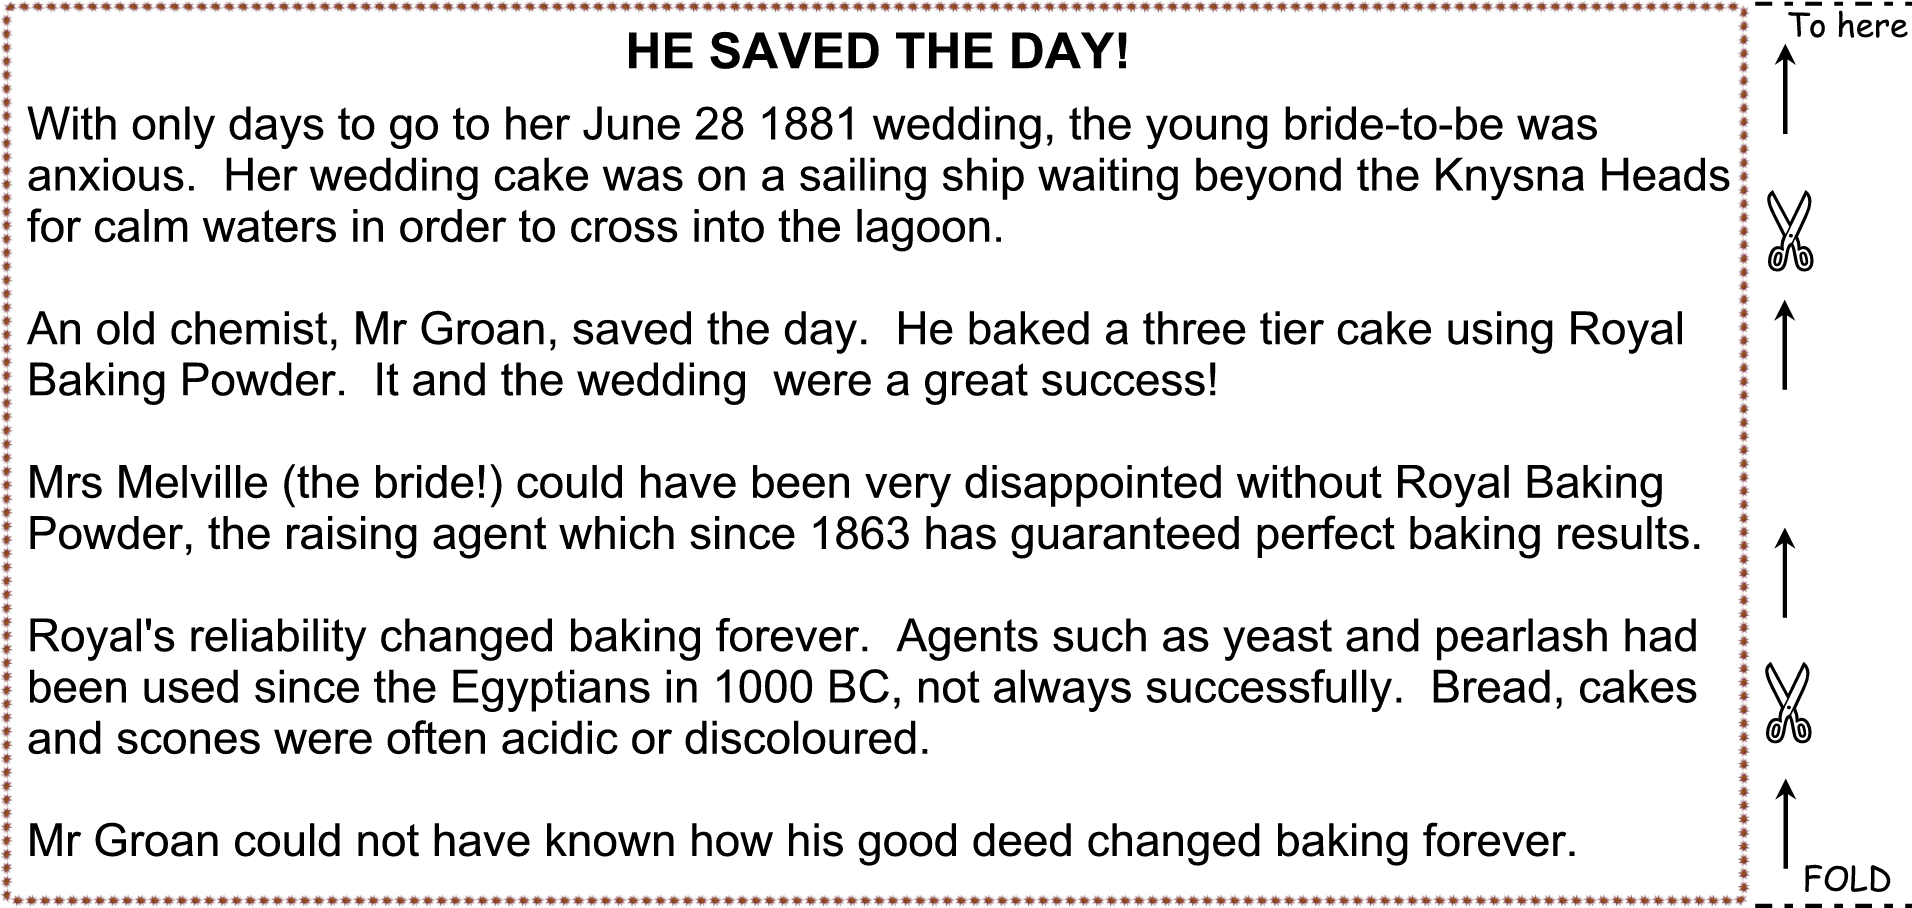 HE SAVED THE DAY!
With only days to go to her June 28 1881 wedding, the young bride-to-be was
anxious.  Her wedding cake was on a sailing ship waiting beyond the Knysna Heads
for calm waters in order to cross into the lagoon.
An old chemist, Mr Groan, saved the day.  He baked a three tier cake using Royal
Baking Powder.  It and the wedding  were a great success!
Mrs Melville (the bride!) could have been very disappointed without Royal Baking
Powder, the raising agent which since 1863 has guaranteed perfect baking results.
Royal's reliability changed baking forever.  Agents such as yeast and pearlash had
been used since the Egyptians in 1000 BC, not always successfully.  Bread, cakes
and scones were often acidic or discoloured.
Mr Groan could not have known how his good deed changed baking forever.
To here
FOLD